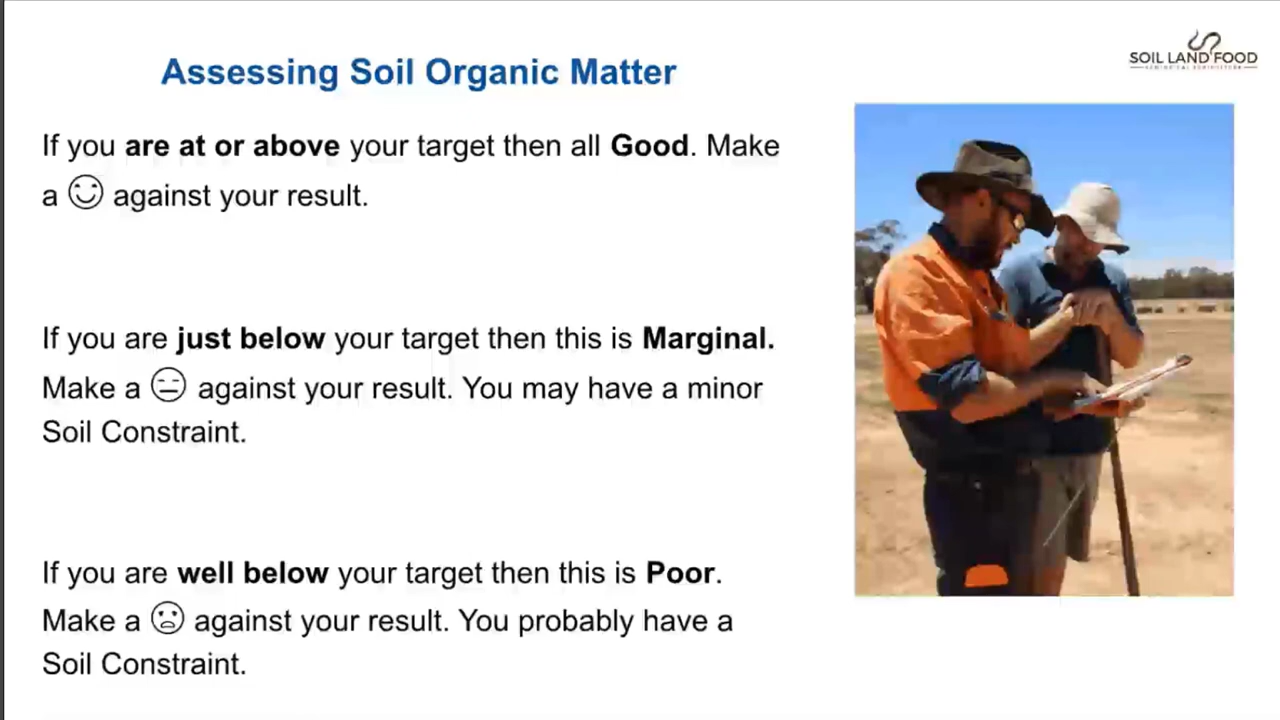 Assessing Soil Organic Matter
SOIL LAND FOOD
If you are at or above your target then all Good. Make
a 🙂 against your result.
If you are just below your target then this is Marginal.
Make a 😑 against your result. You may have a minor
Soil Constraint.
If you are well below your target then this is Poor.
Make a ☹ against your result. You probably have a
Soil Constraint.